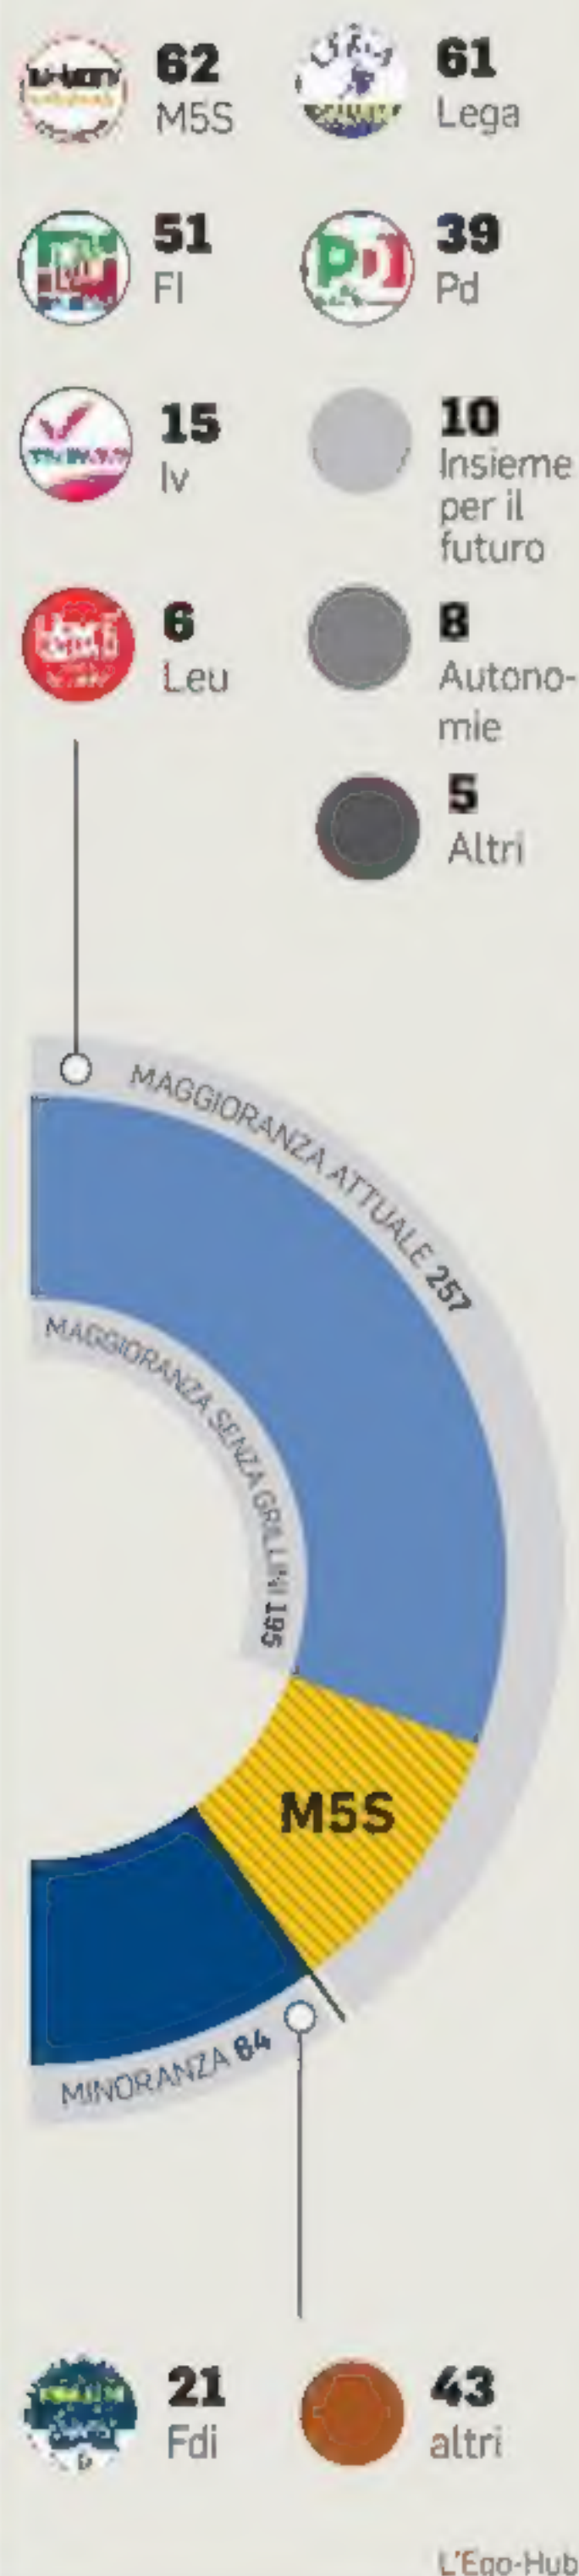 62
M5S
61
Lega
51
FI
39
Pd
15
Iv
10
Insieme
per il
futuro
6
Leu
8
Autono-
mie
5
Altri
MAGGIORANZA ATTUALE 257
MAGGIORANZA SENZA GRILLINI 195
M5S
MINORANZA 64
21
Fdi
43
altri
L'Ego-Hub